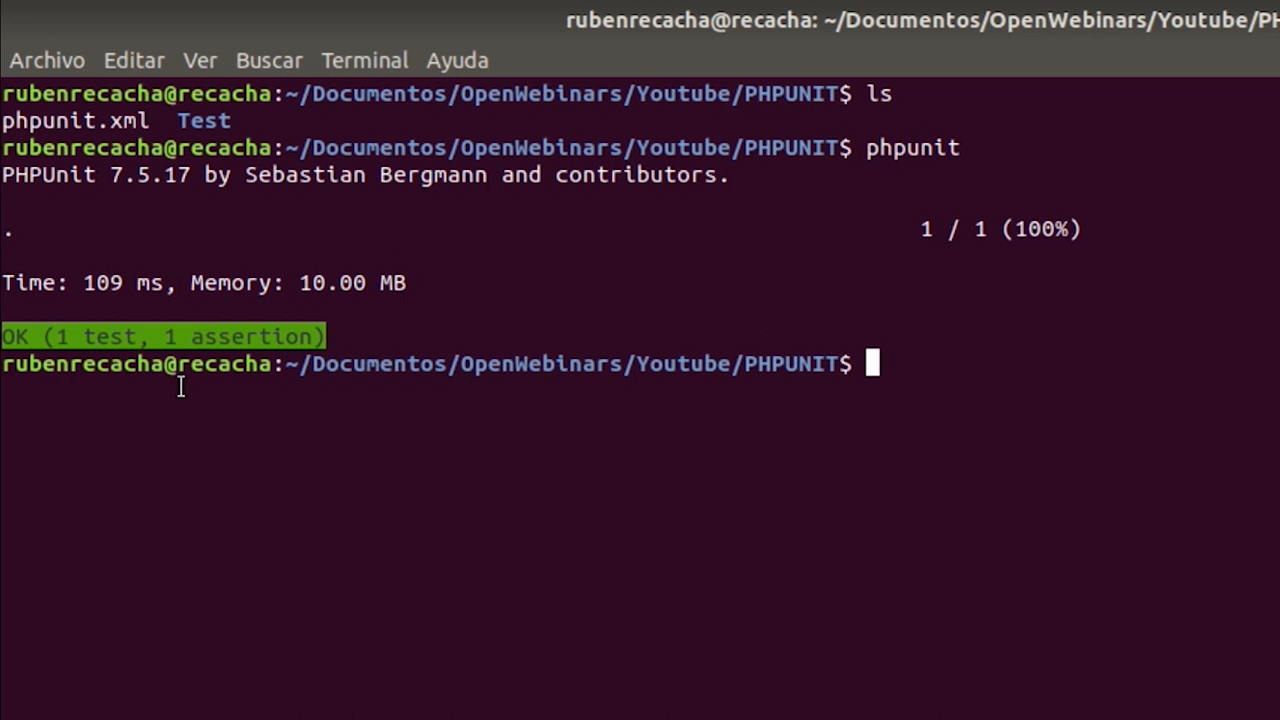 rubenrecacha@recacha: ~/Documentos/OpenWebinars/Youtube/PH
Archivo Editar Ver Buscar Terminal Ayuda
rubenrecacha@recacha:~/Documentos/OpenWebinars/Youtube/PHPUNIT$ ls
phpunit.xml  Test
rubenrecacha@recacha:~/Documentos/OpenWebinars/Youtube/PHPUNIT$ phpunit
PHPUnit 7.5.17 by Sebastian Bergmann and contributors.
. 1 / 1 (100%)
Time: 109 ms, Memory: 10.00 MB
OK (1 test, 1 assertion)
rubenrecacha@recacha:~/Documentos/OpenWebinars/Youtube/PHPUNIT$